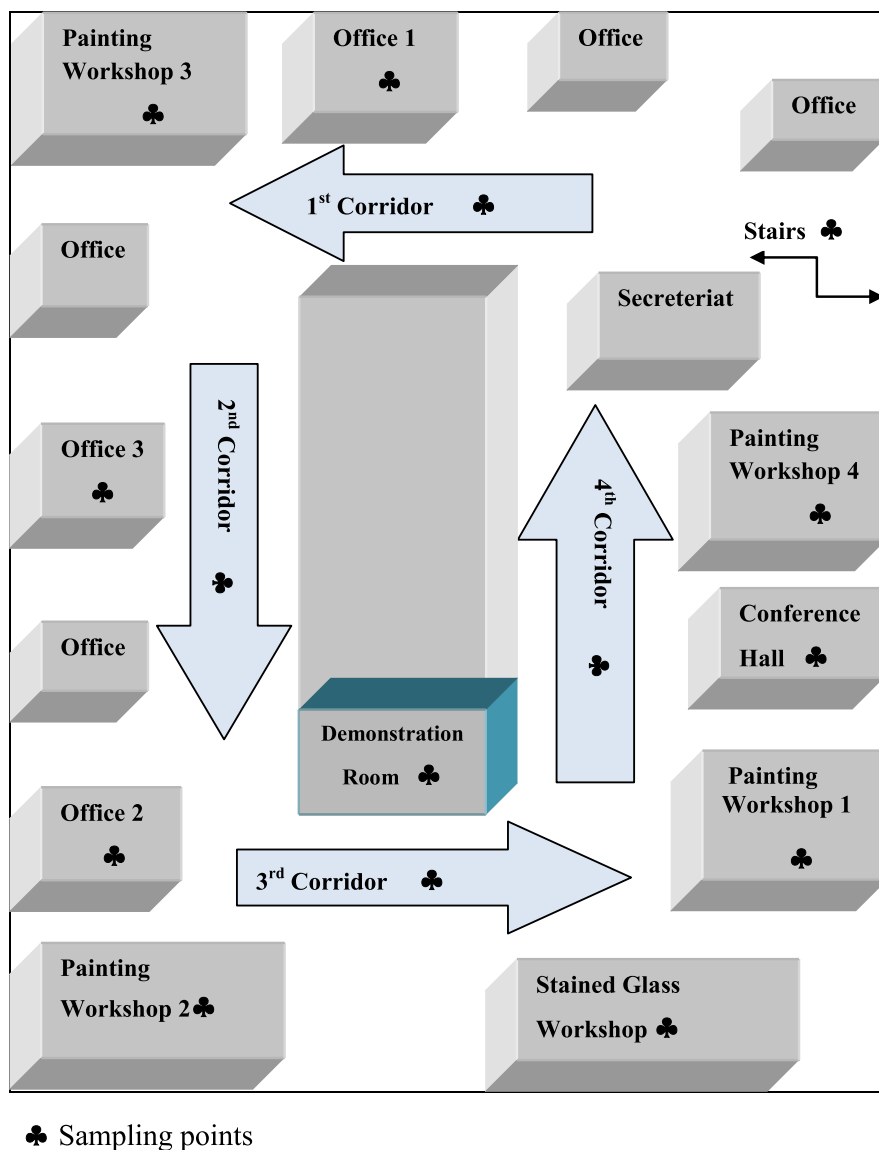 Painting
Workshop 3
♣
Office 1
♣
Office
Office
1st Corridor ♣
Stairs ♣
Office
Secreteriat
2nd Corridor ♣
Office 3
♣
4th Corridor ♣
Painting
Workshop 4
♣
Conference
Hall ♣
Office
Demonstration
Room ♣
Painting
Workshop 1
♣
Office 2
♣
3rd Corridor ♣
Painting
Workshop 2♣
Stained Glass
Workshop ♣
♣ Sampling points